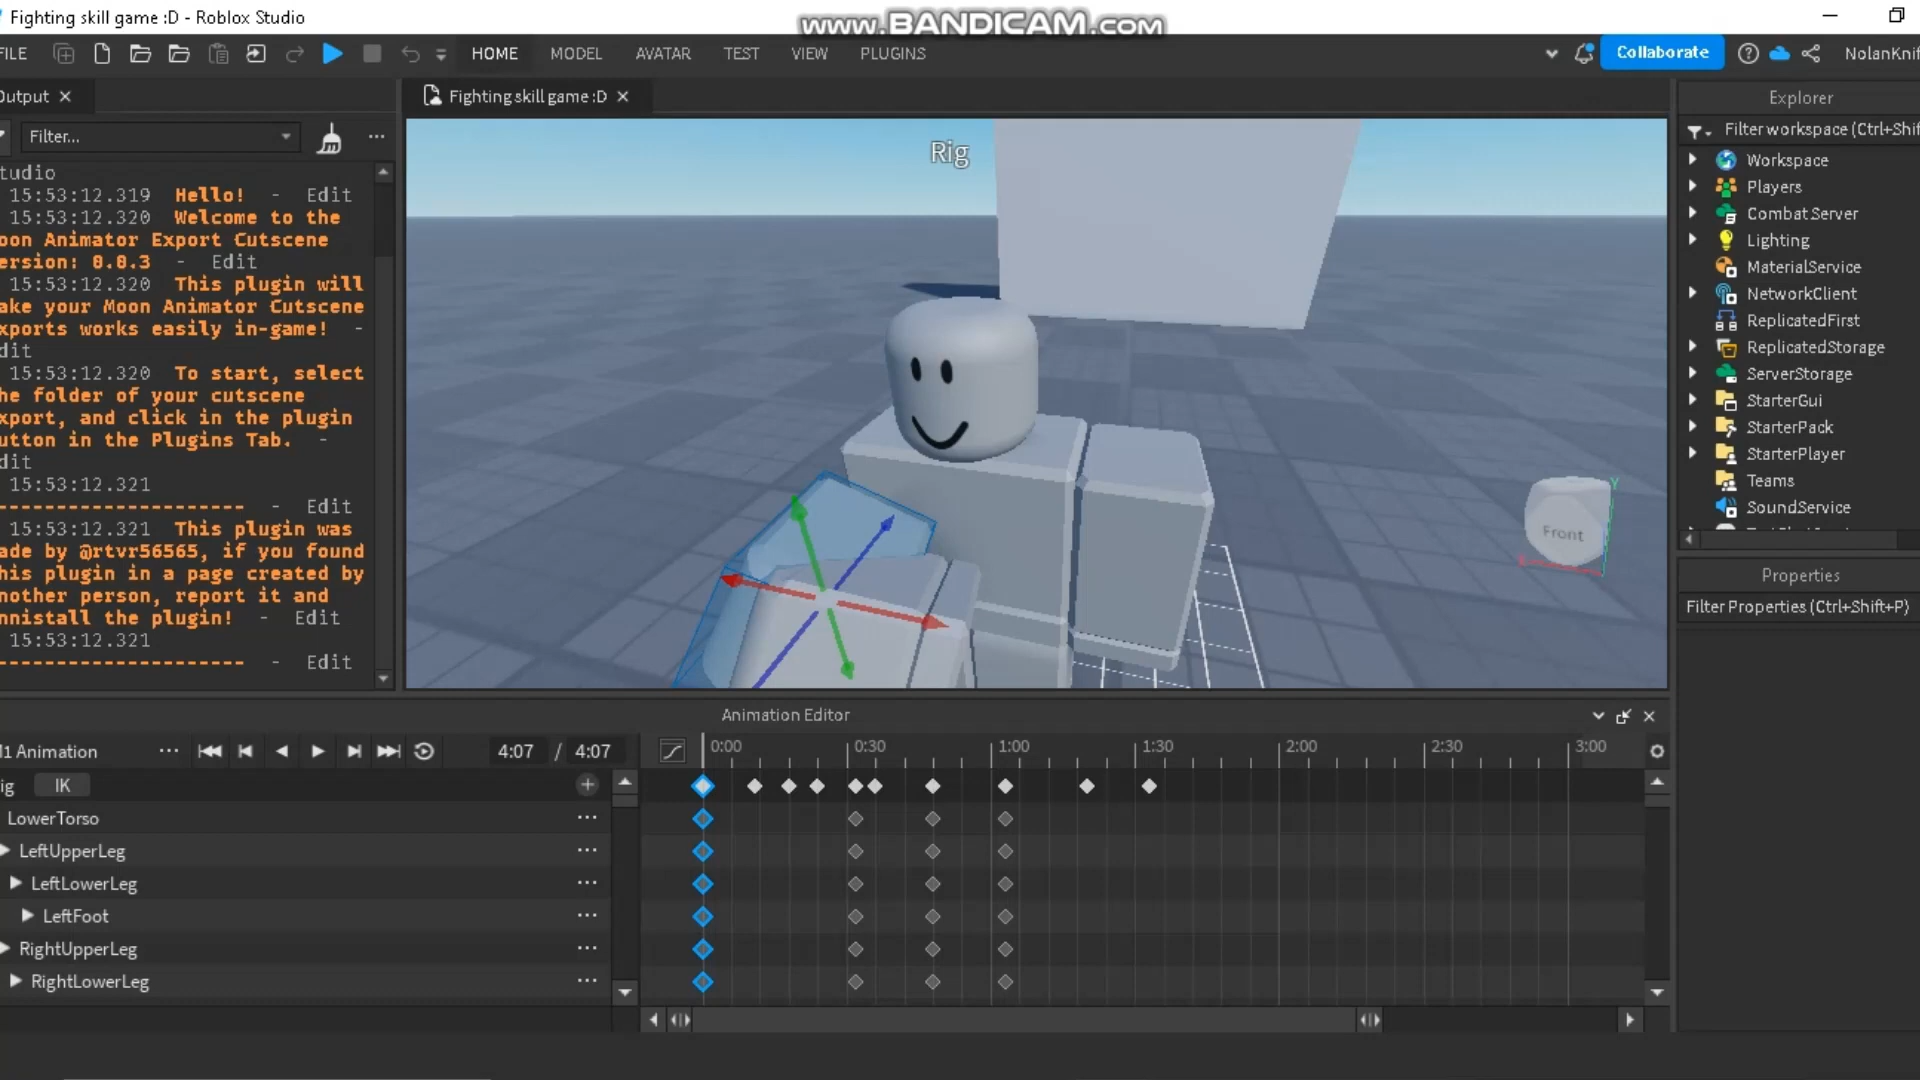 Fighting skill game :D - Roblox Studio
www.BANDICAM.com
FILE
HOME
MODEL
AVATAR
TEST
VIEW
PLUGINS
Collaborate
NolanKnif
Output
Fighting skill game :D
Explorer
Filter...
Filter workspace (Ctrl+Shif
tudio
15:53:12.319 Hello! - Edit
15:53:12.320 Welcome to the
oon Animator Export Cutscene
ersion: 0.0.3 - Edit
15:53:12.320 This plugin will
ake your Moon Animator Cutscene
xports works easily in-game! -
dit
15:53:12.320 To start, select
he folder of your cutscene
xport, and click in the plugin
utton in the Plugins Tab. -
dit
15:53:12.321
---------------------- - Edit
15:53:12.321 This plugin was
ade by @rtvr56565, if you found
his plugin in a page created by
nother person, report it and
nnistall the plugin! - Edit
15:53:12.321
---------------------- - Edit
Rig
Front
Y
Workspace
Players
CombatServer
Lighting
MaterialService
NetworkClient
ReplicatedFirst
ReplicatedStorage
ServerStorage
StarterGui
StarterPack
StarterPlayer
Teams
SoundService
Properties
Filter Properties (Ctrl+Shift+P)
Animation Editor
M1 Animation
4:07 / 4:07
0:00
0:30
1:00
1:30
2:00
2:30
3:00
ig
IK
LowerTorso
LeftUpperLeg
LeftLowerLeg
LeftFoot
RightUpperLeg
RightLowerLeg